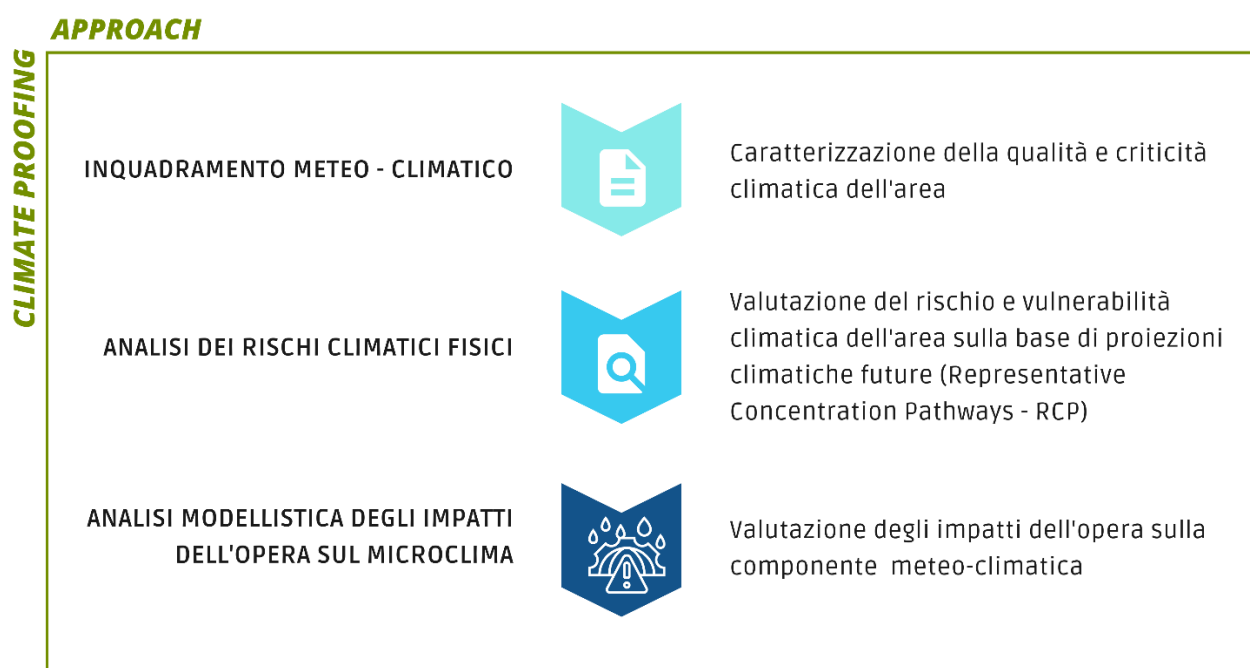 APPROACH
CLIMATE PROOFING
INQUADRAMENTO METEO - CLIMATICO
Caratterizzazione della qualità e criticità
climatica dell'area
ANALISI DEI RISCHI CLIMATICI FISICI
Valutazione del rischio e vulnerabilità
climatica dell'area sulla base di proiezioni
climatiche future (Representative
Concentration Pathways - RCP)
ANALISI MODELLISTICA DEGLI IMPATTI
DELL'OPERA SUL MICROCLIMA
Valutazione degli impatti dell'opera sulla
componente  meteo-climatica